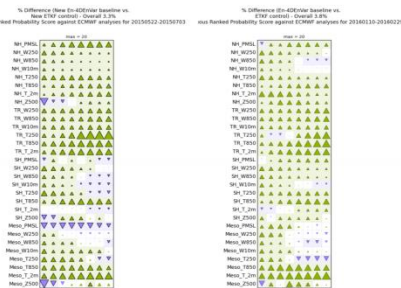 % Difference (New En-4DEnVar baseline vs.
New ETKF control) - Overall 3.3%
ked Probability Score against ECMWF analyses for 20150522-20150703
max = 20
NH_PMSL
NH_W250
NH_W850
NH_W10m
NH_T250
NH_T850
NH_T_2m
NH_Z500
TR_W250
TR_W850
TR_W10m
TR_T250
TR_T850
TR_T_2m
SH_PMSL
SH_W250
SH_W850
SH_W10m
SH_T250
SH_T850
SH_T_2m
SH_Z500
Meso_PMSL
Meso_W250
Meso_W850
Meso_W10m
Meso_T250
Meso_T850
Meso_T_2m
Meso_Z500
% Difference (En-4DEnVar baseline vs.
ETKF control) - Overall 3.8%
ous Ranked Probability Score against ECMWF analyses for 20160110-2016022
max = 20
NH_PMSL
NH_W250
NH_W850
NH_W10m
NH_T250
NH_T850
NH_T_2m
NH_Z500
TR_W250
TR_W850
TR_W10m
TR_T250
TR_T850
TR_T_2m
SH_PMSL
SH_W250
SH_W850
SH_W10m
SH_T250
SH_T850
SH_T_2m
SH_Z500
Meso_PMSL
Meso_W250
Meso_W850
Meso_W10m
Meso_T250
Meso_T850
Meso_T_2m
Meso_Z500